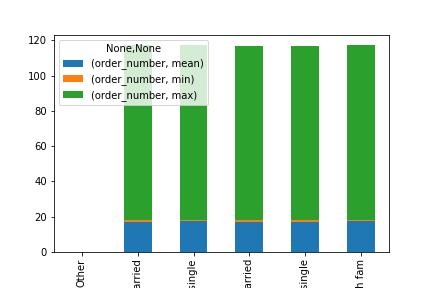 120
100
80
60
40
20
0
None,None
(order_number, mean)
(order_number, min)
(order_number, max)
Other
arried
single
arried
single
h fam